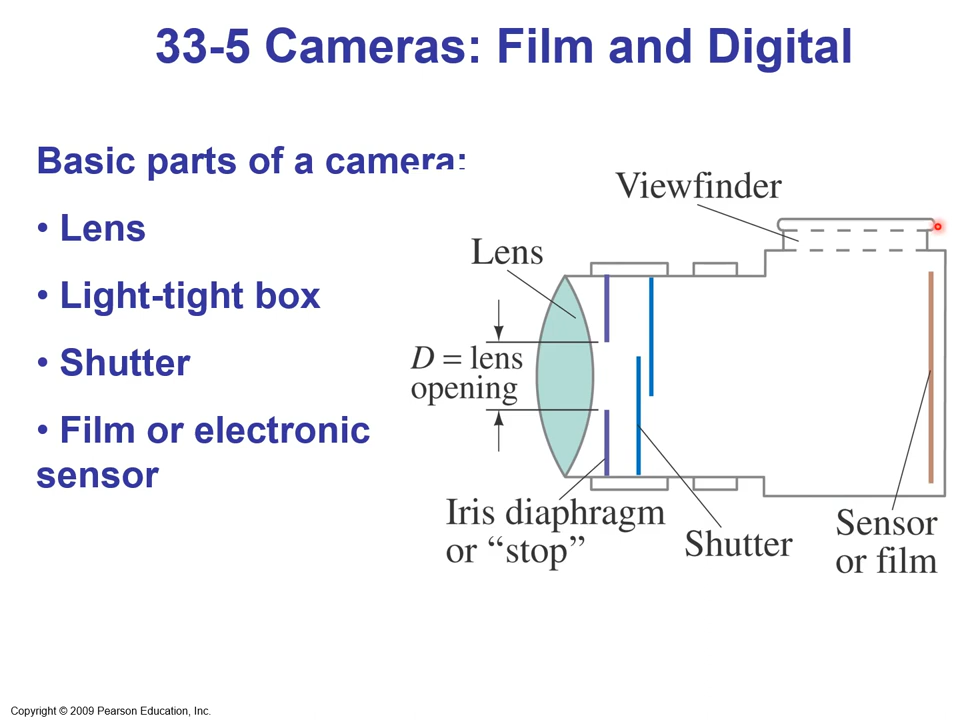 33-5 Cameras: Film and Digital
Basic parts of a camera:
• Lens
• Light-tight box
• Shutter
• Film or electronic
sensor
Viewfinder
Lens
D = lens
opening
Iris diaphragm
or “stop”
Shutter
Sensor
or film
Copyright © 2009 Pearson Education, Inc.